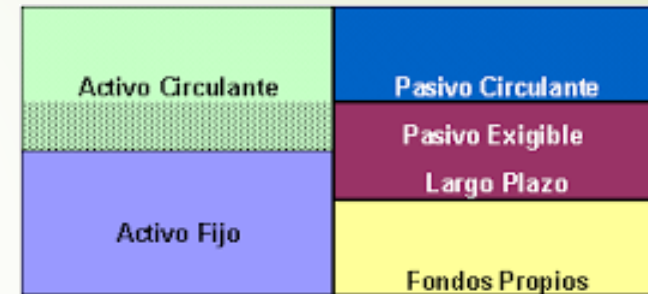 Activo Circulante
Pasivo Circulante
Pasivo Exigible
Largo Plazo
Activo Fijo
Fondos Propios